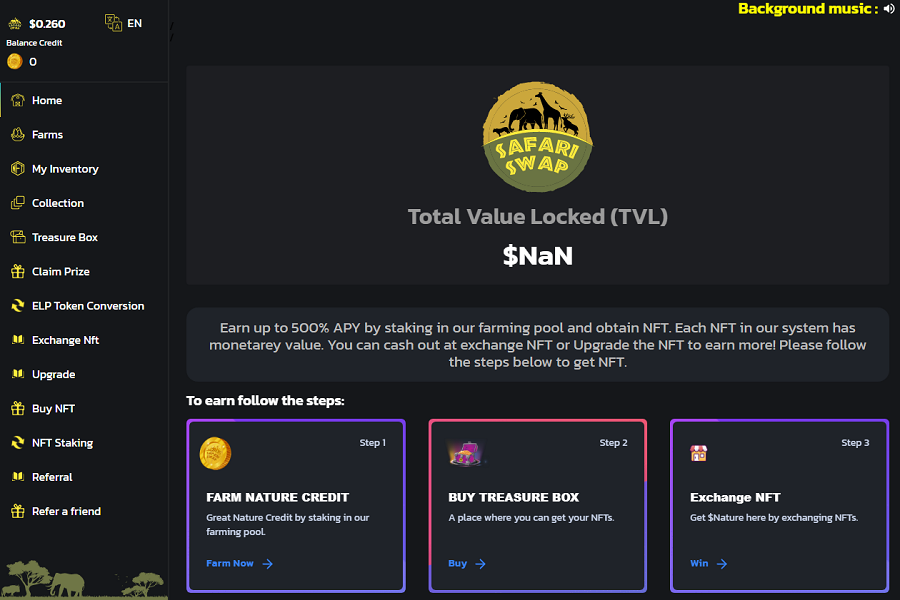 $0.260
EN
Background music :
Balance Credit
0
Home
Farms
My Inventory
Collection
Treasure Box
Claim Prize
ELP Token Conversion
Exchange Nft
Upgrade
Buy NFT
NFT Staking
Referral
Refer a friend
SAFARI
SWAP
Total Value Locked (TVL)
$NaN
Earn up to 500% APY by staking in our farming pool and obtain NFT. Each NFT in our system has
monetarey value. You can cash out at exchange NFT or Upgrade the NFT to earn more! Please follow
the steps below to get NFT.
To earn follow the steps:
Step 1
FARM NATURE CREDIT
Great Nature Credit by staking in our
farming pool.
Farm Now
Step 2
BUY TREASURE BOX
A place where you can get your NFTs.
Buy
Step 3
Exchange NFT
Get $Nature here by exchanging NFTs.
Win